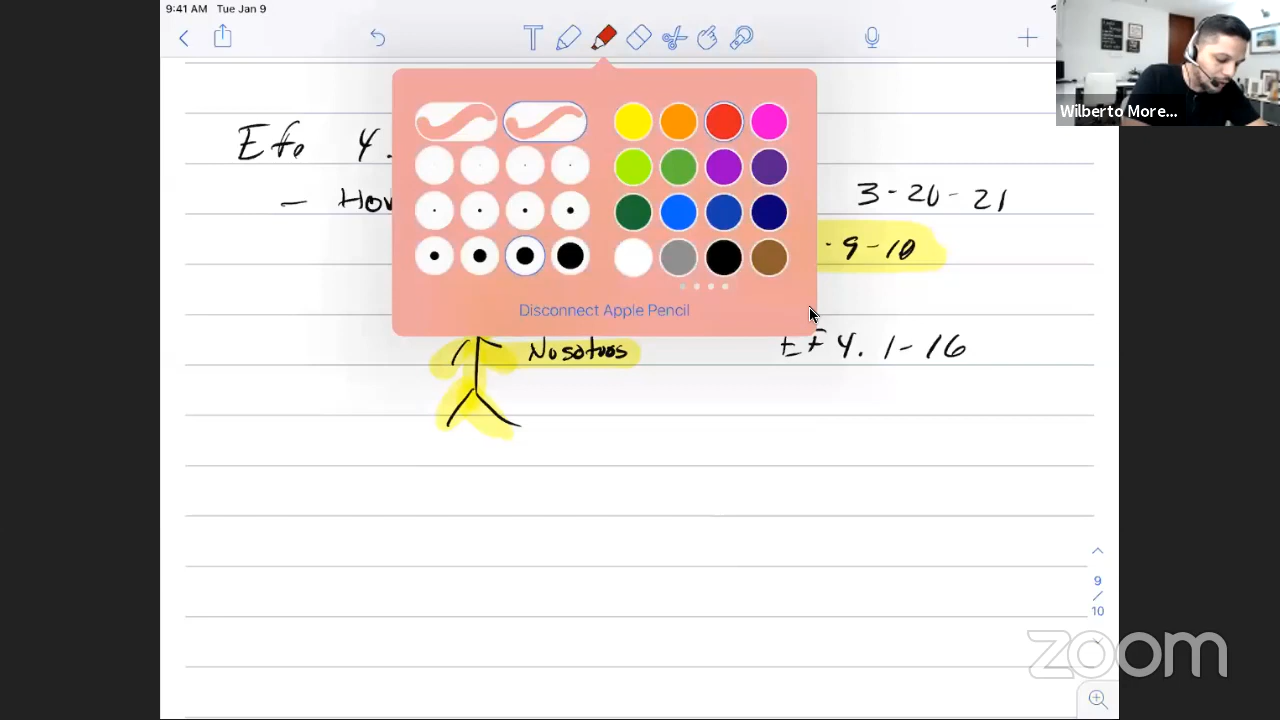 9:41 AM Tue Jan 9
Wilberto More...
Efe 4.
- Hov
3-20-21
-9-10
Disconnect Apple Pencil
Nosotros
EF 4. 1-16
9
/
10
zoom